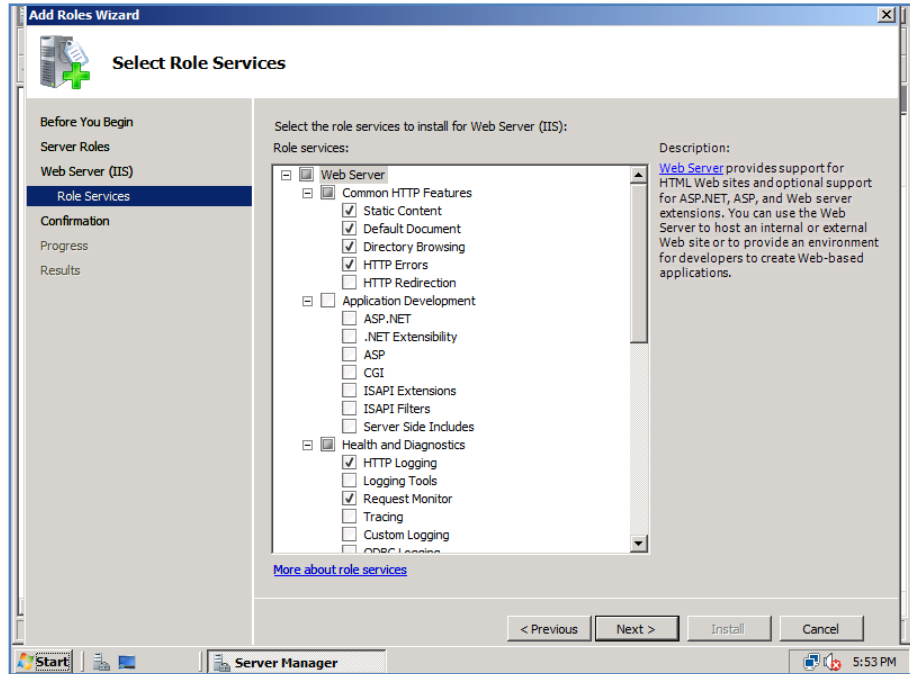 Add Roles Wizard
Select Role Services
Before You Begin
Server Roles
Web Server (IIS)
Role Services
Confirmation
Progress
Results
Select the role services to install for Web Server (IIS):
Role services:
Web Server
Common HTTP Features
Static Content
Default Document
Directory Browsing
HTTP Errors
HTTP Redirection
Application Development
ASP.NET
.NET Extensibility
ASP
CGI
ISAPI Extensions
ISAPI Filters
Server Side Includes
Health and Diagnostics
HTTP Logging
Logging Tools
Request Monitor
Tracing
Custom Logging
ODBC Logging
More about role services
Description:
Web Server provides support for
HTML Web sites and optional support
for ASP.NET, ASP, and Web server
extensions. You can use the Web
Server to host an internal or external
Web site or to provide an environment
for developers to create Web-based
applications.
< Previous
Next >
Install
Cancel
Start
Server Manager
5:53 PM